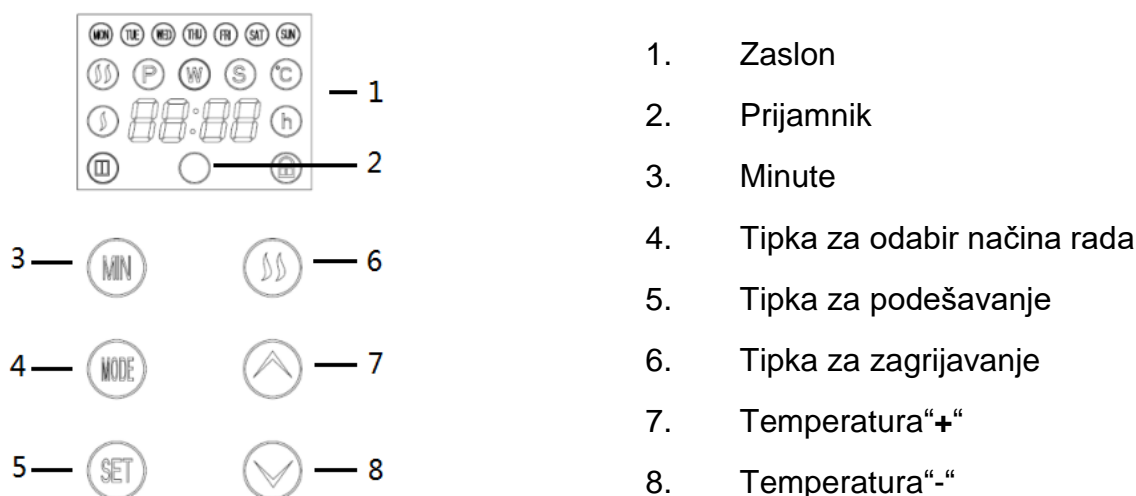 MON TUE WED THU FRI SAT SUN
P W S °C
88:88 h
1
2
3 MIN 6
4 MODE 7
5 SET 8
1. Zaslon
2. Prijamnik
3. Minute
4. Tipka za odabir načina rada
5. Tipka za podešavanje
6. Tipka za zagrijavanje
7. Temperatura“+“
8. Temperatura“-“